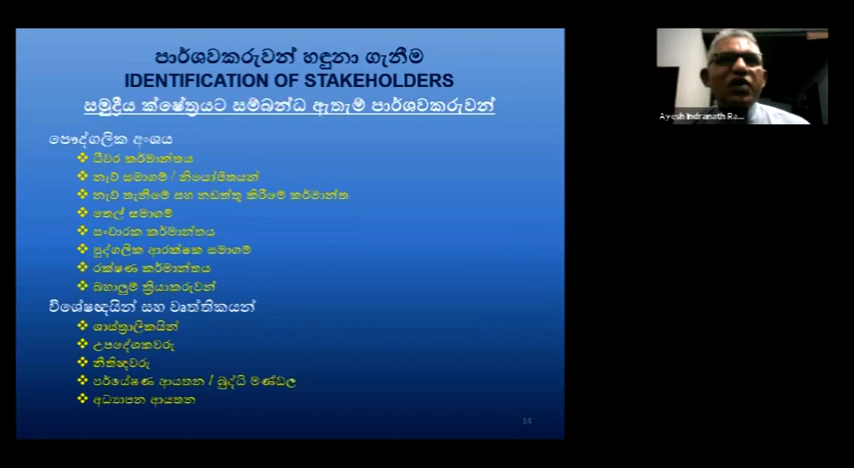 පාර්ශවකරුවන් හඳුනා ගැනීම
IDENTIFICATION OF STAKEHOLDERS
සමුද්‍රීය ක්ෂේත්‍රයට සම්බන්ධ ඇතැම් පාර්ශවකරුවන්
පෞද්ගලික අංශය
❖ ධීවර කර්මාන්තය
❖ නැව් සමාගම් / නියෝජිතයන්
❖ නැව් තැනීමේ සහ නඩත්තු කිරීමේ කර්මාන්ත
❖ තෙල් සමාගම්
❖ සංචාරක කර්මාන්තය
❖ පුද්ගලික ආරක්ෂක සමාගම්
❖ රක්ෂණ කර්මාන්තය
❖ බහාලුම් ක්‍රියාකරුවන්
විශේෂඥයින් සහ වෘත්තිකයන්
❖ ශාස්ත්‍රාලිකයින්
❖ උපදේශකවරු
❖ නීතිඥවරු
❖ පර්යේෂණ ආයතන / බුද්ධි මණ්ඩල
❖ අධ්‍යාපන ආයතන
14
Ayesh Indranath Ra...